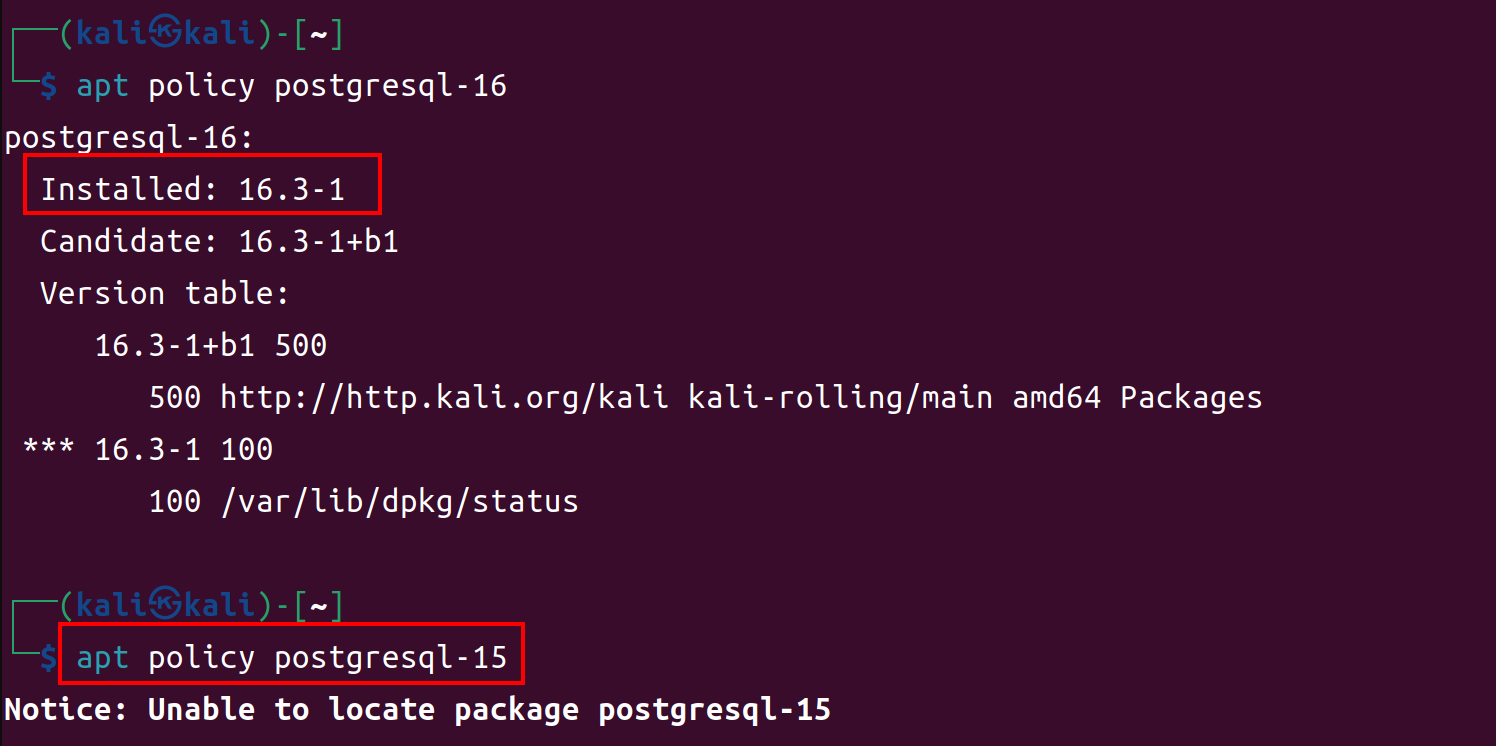 (kali㉿kali)-[~]
$ apt policy postgresql-16
postgresql-16:
Installed: 16.3-1
Candidate: 16.3-1+b1
Version table:
16.3-1+b1 500
500 http://http.kali.org/kali kali-rolling/main amd64 Packages
*** 16.3-1 100
100 /var/lib/dpkg/status
(kali㉿kali)-[~]
$ apt policy postgresql-15
Notice: Unable to locate package postgresql-15